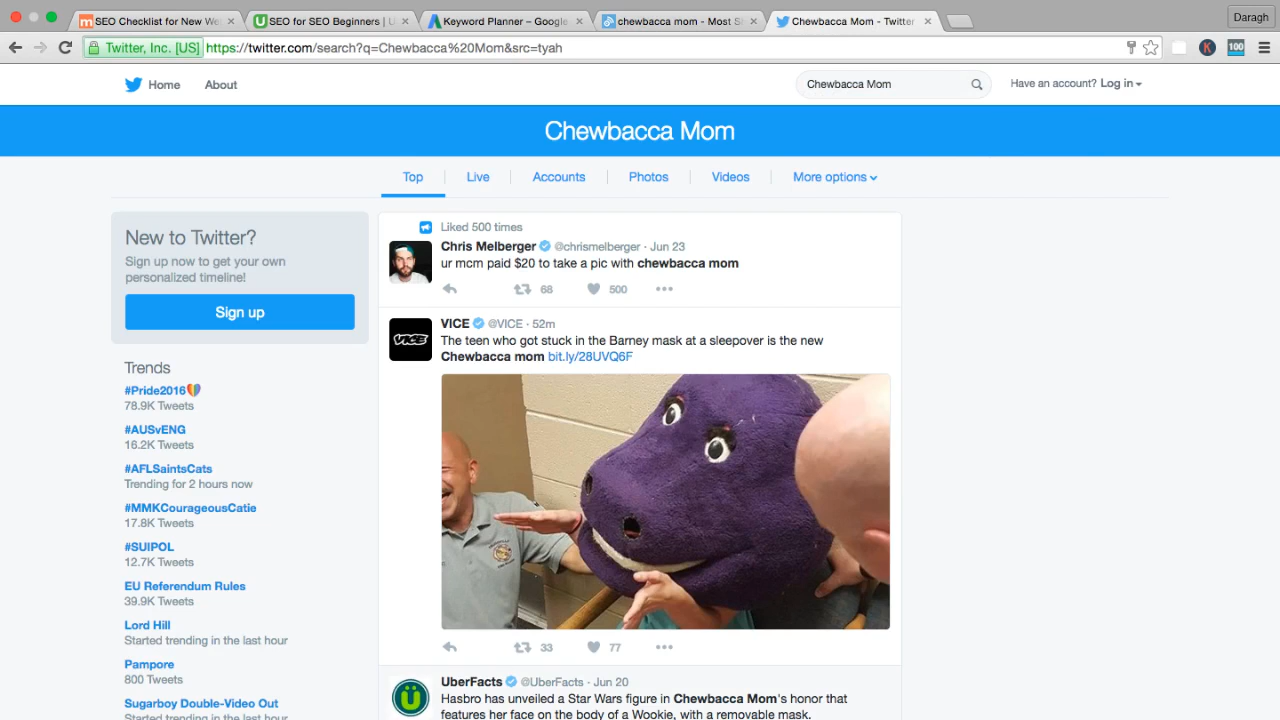 SEO Checklist for New We
SEO for SEO Beginners | U
Keyword Planner – Google
chewbacca mom - Most S
Chewbacca Mom - Twitter
Daragh
Twitter, Inc. [US] https://twitter.com/search?q=Chewbacca%20Mom&src=tyah
K
100
Home
About
Chewbacca Mom
Have an account? Log in
Chewbacca Mom
Top
Live
Accounts
Photos
Videos
More options
New to Twitter?
Sign up now to get your own
personalized timeline!
Sign up
Trends
#Pride2016
78.9K Tweets
#AUSvENG
16.2K Tweets
#AFLSaintsCats
Trending for 2 hours now
#MMKCourageousCatie
17.8K Tweets
#SUIPOL
12.7K Tweets
EU Referendum Rules
39.9K Tweets
Lord Hill
Started trending in the last hour
Pampore
800 Tweets
Sugarboy Double-Video Out
Started trending in the last hour
Liked 500 times
Chris Melberger @chrismelberger · Jun 23
ur mcm paid $20 to take a pic with chewbacca mom
68
500
•••
VICE
VICE @VICE · 52m
The teen who got stuck in the Barney mask at a sleepover is the new
Chewbacca mom bit.ly/28UVQ6F
33
77
•••
Ü
UberFacts @UberFacts · Jun 20
Hasbro has unveiled a Star Wars figure in Chewbacca Mom's honor that
features her face on the body of a Wookie, with a removable mask.